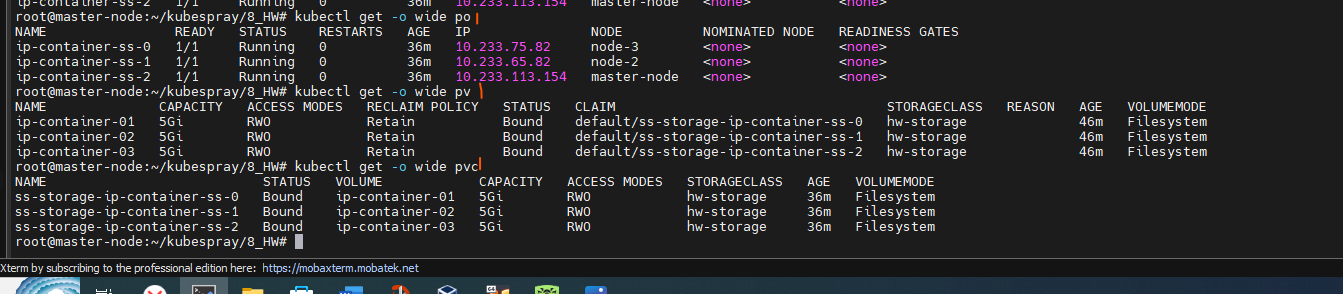 ip-container-ss-2 1/1 Running 0 36m 10.233.113.154 master-node <none> <none>
root@master-node:~/kubespray/8_HW# kubectl get -o wide po
NAME READY STATUS RESTARTS AGE IP NODE NOMINATED NODE READINESS GATES
ip-container-ss-0 1/1 Running 0 36m 10.233.75.82 node-3 <none> <none>
ip-container-ss-1 1/1 Running 0 36m 10.233.65.82 node-2 <none> <none>
ip-container-ss-2 1/1 Running 0 36m 10.233.113.154 master-node <none> <none>
root@master-node:~/kubespray/8_HW# kubectl get -o wide pv
NAME CAPACITY ACCESS MODES RECLAIM POLICY STATUS CLAIM STORAGECLASS REASON AGE VOLUMEMODE
ip-container-01 5Gi RWO Retain Bound default/ss-storage-ip-container-ss-0 hw-storage 46m Filesystem
ip-container-02 5Gi RWO Retain Bound default/ss-storage-ip-container-ss-1 hw-storage 46m Filesystem
ip-container-03 5Gi RWO Retain Bound default/ss-storage-ip-container-ss-2 hw-storage 46m Filesystem
root@master-node:~/kubespray/8_HW# kubectl get -o wide pvc
NAME STATUS VOLUME CAPACITY ACCESS MODES STORAGECLASS AGE VOLUMEMODE
ss-storage-ip-container-ss-0 Bound ip-container-01 5Gi RWO hw-storage 36m Filesystem
ss-storage-ip-container-ss-1 Bound ip-container-02 5Gi RWO hw-storage 36m Filesystem
ss-storage-ip-container-ss-2 Bound ip-container-03 5Gi RWO hw-storage 36m Filesystem
root@master-node:~/kubespray/8_HW#
Xterm by subscribing to the professional edition here: https://mobaxterm.mobatek.net